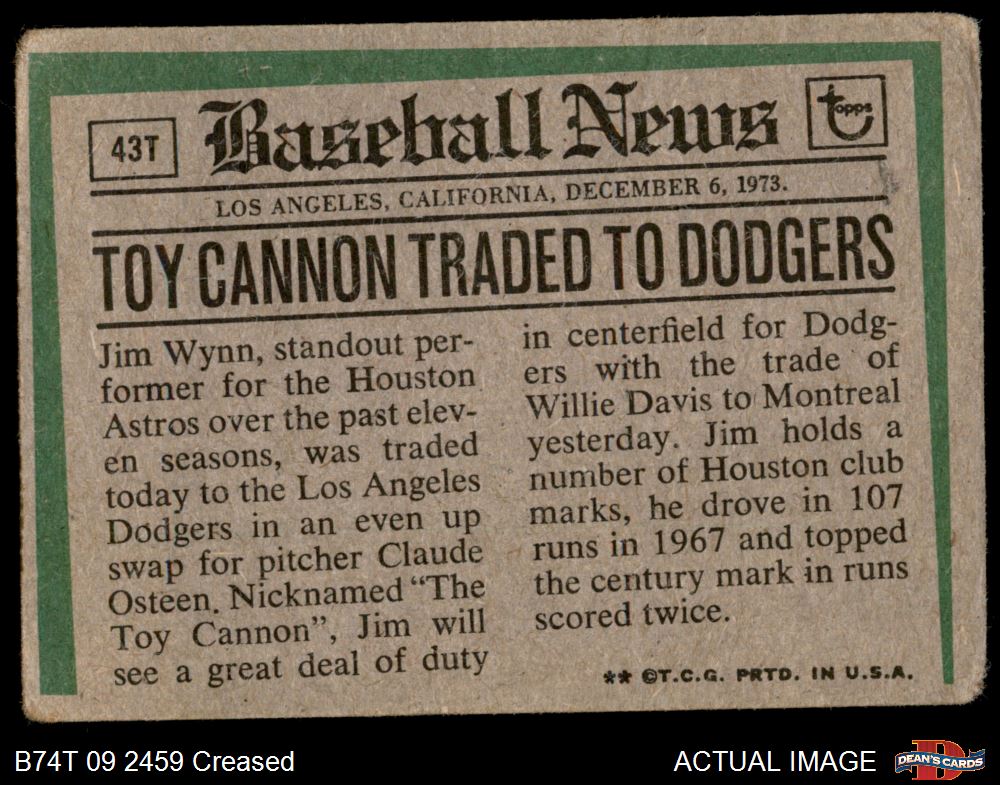 43T
Baseball News
topps
LOS ANGELES, CALIFORNIA, DECEMBER 6, 1973.
TOY CANNON TRADED TO DODGERS
Jim Wynn, standout per-
former for the Houston
Astros over the past elev-
en seasons, was traded
today to the Los Angeles
Dodgers in an even up
swap for pitcher Claude
Osteen. Nicknamed “The
Toy Cannon”, Jim will
see a great deal of duty
in centerfield for Dodg-
ers with the trade of
Willie Davis to Montreal
yesterday. Jim holds a
number of Houston club
marks, he drove in 107
runs in 1967 and topped
the century mark in runs
scored twice.
** ©T.C.G. PRTD. IN U.S.A.
B74T 09 2459 Creased
ACTUAL IMAGE
D
DEAN'S CARDS